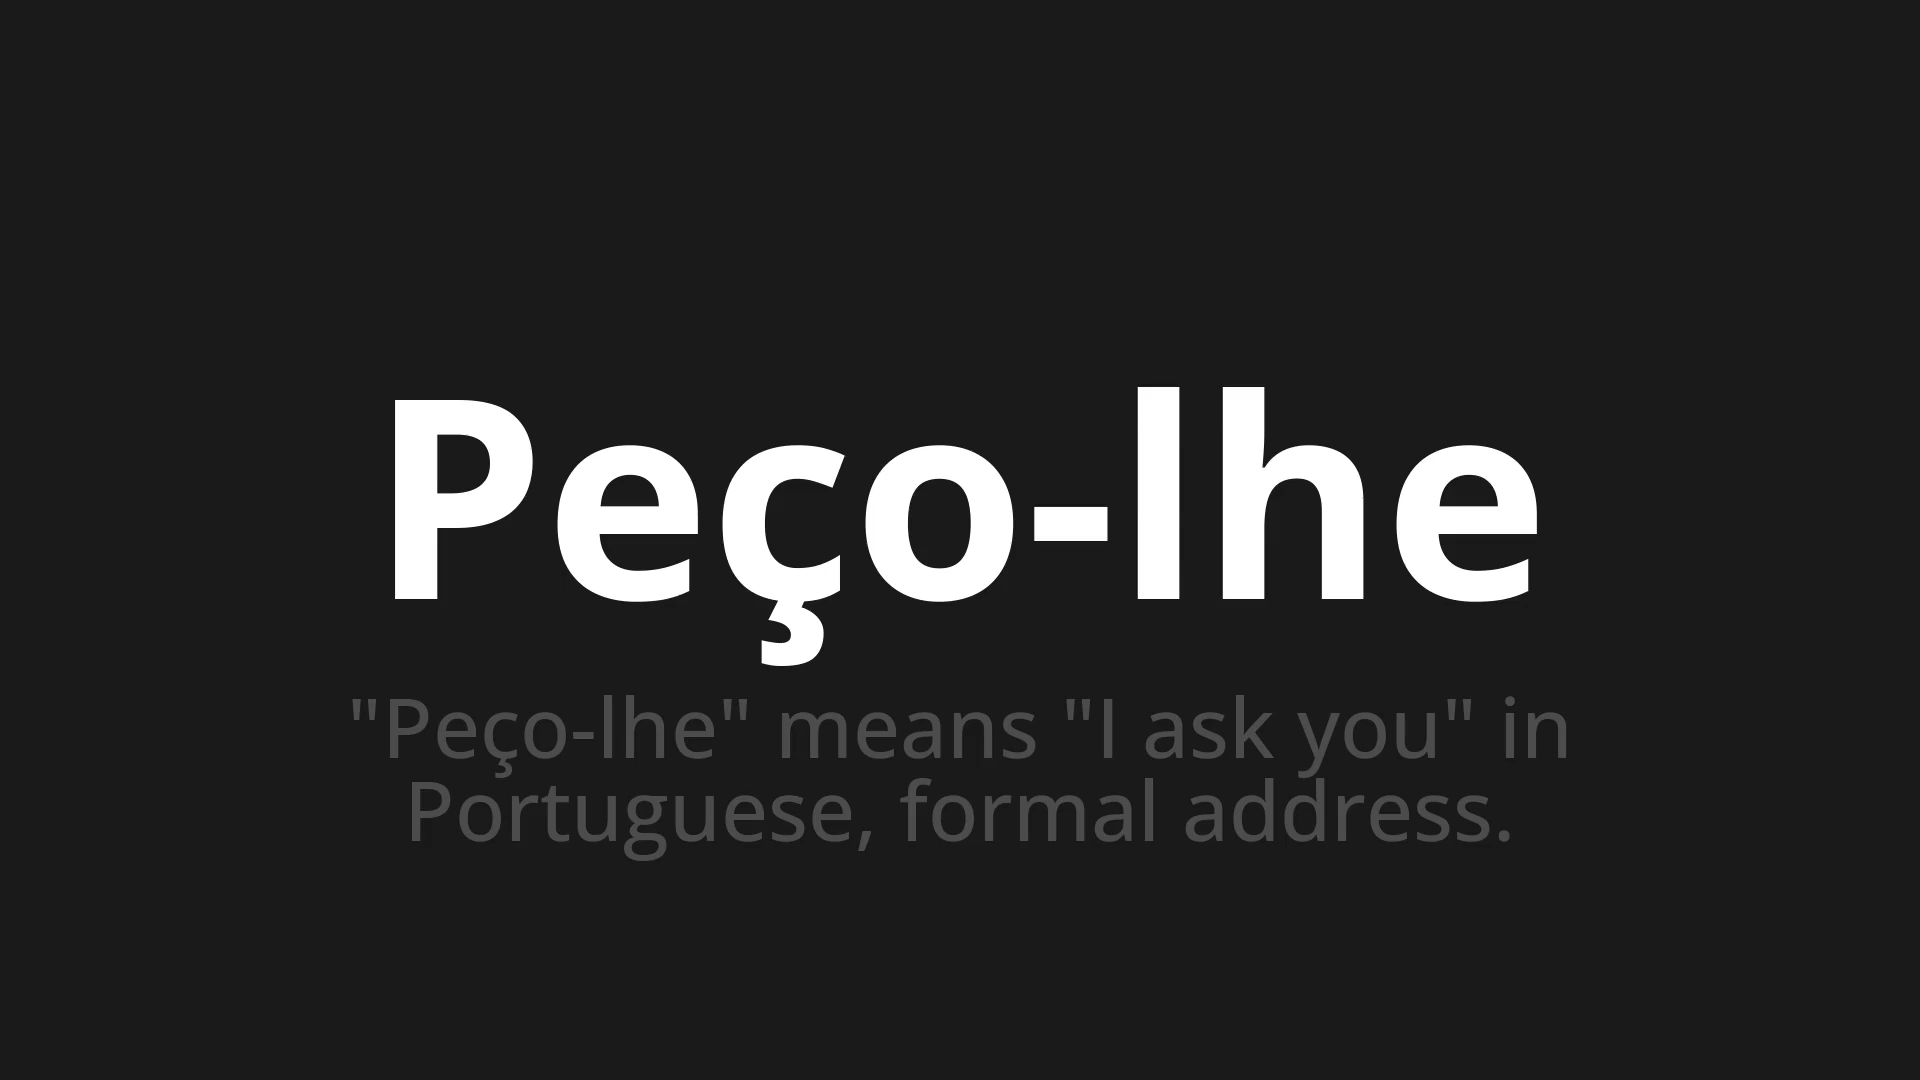 Peço-lhe
"Peço-lhe" means "I ask you" in
Portuguese, formal address.